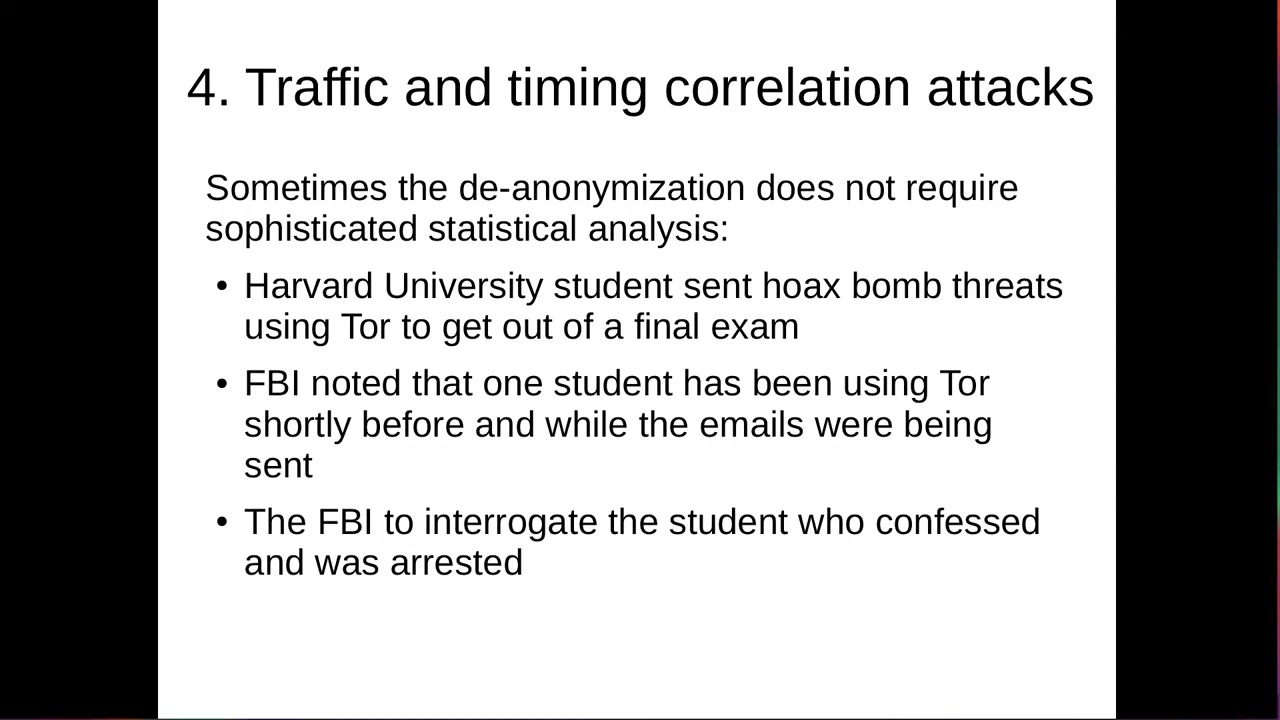 4. Traffic and timing correlation attacks
Sometimes the de-anonymization does not require
sophisticated statistical analysis:
• Harvard University student sent hoax bomb threats
using Tor to get out of a final exam
• FBI noted that one student has been using Tor
shortly before and while the emails were being
sent
• The FBI to interrogate the student who confessed
and was arrested